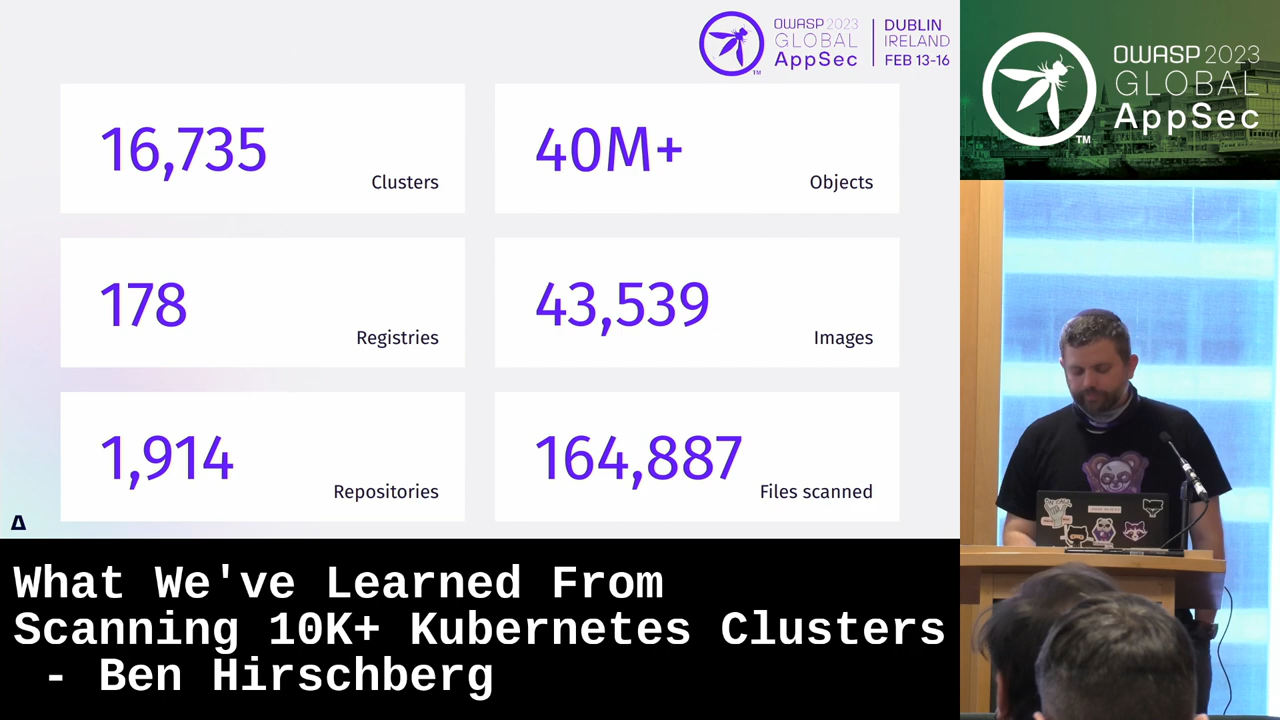 OWASP 2023
GLOBAL
AppSec
TM
DUBLIN
IRELAND
FEB 13-16
16,735
Clusters
40M+
Objects
178
Registries
43,539
Images
1,914
Repositories
164,887
Files scanned
What We've Learned From
Scanning 10K+ Kubernetes Clusters
- Ben Hirschberg
OWASP 2023
GLOBAL
AppSec
TM